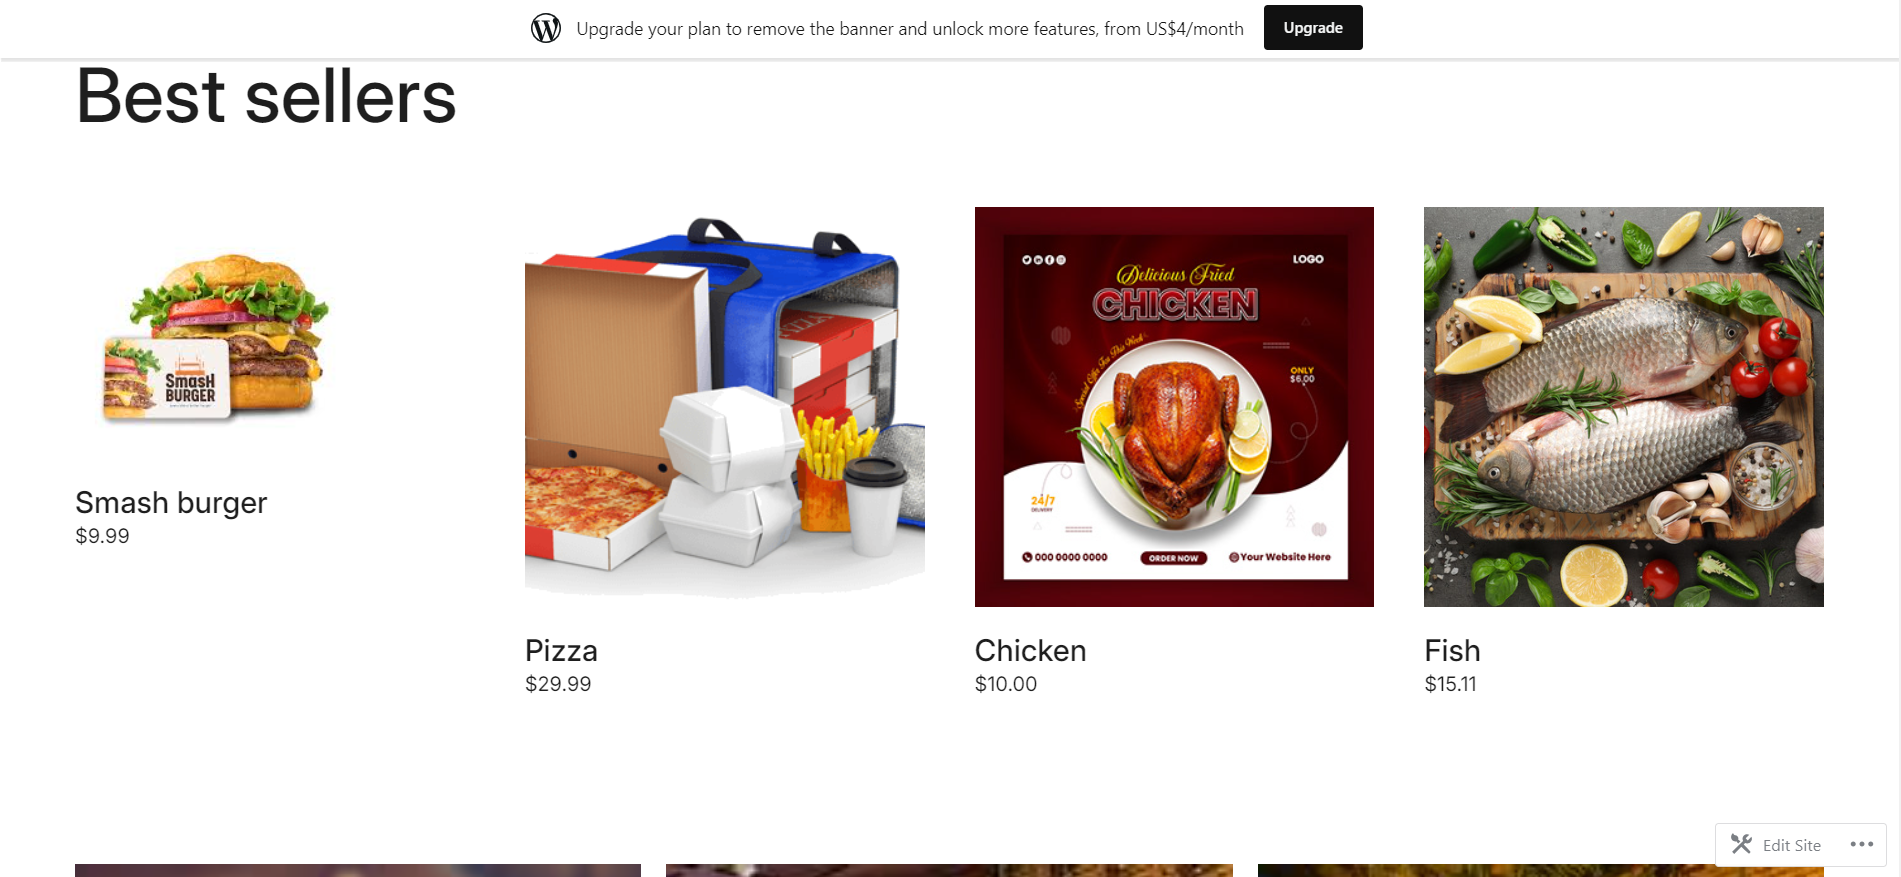 Upgrade your plan to remove the banner and unlock more features, from US$4/month
Upgrade
Best sellers
SmasH
BURGER
Smash burger
$9.99
PIZZA
Pizza
$29.99
LOGO
Delicious Fried
CHICKEN
Special Offer For This Week
ONLY
$6.00
24/7
DELIVERY
000 0000 0000
ORDER NOW
Your Website Here
Chicken
$10.00
Fish
$15.11
Edit Site